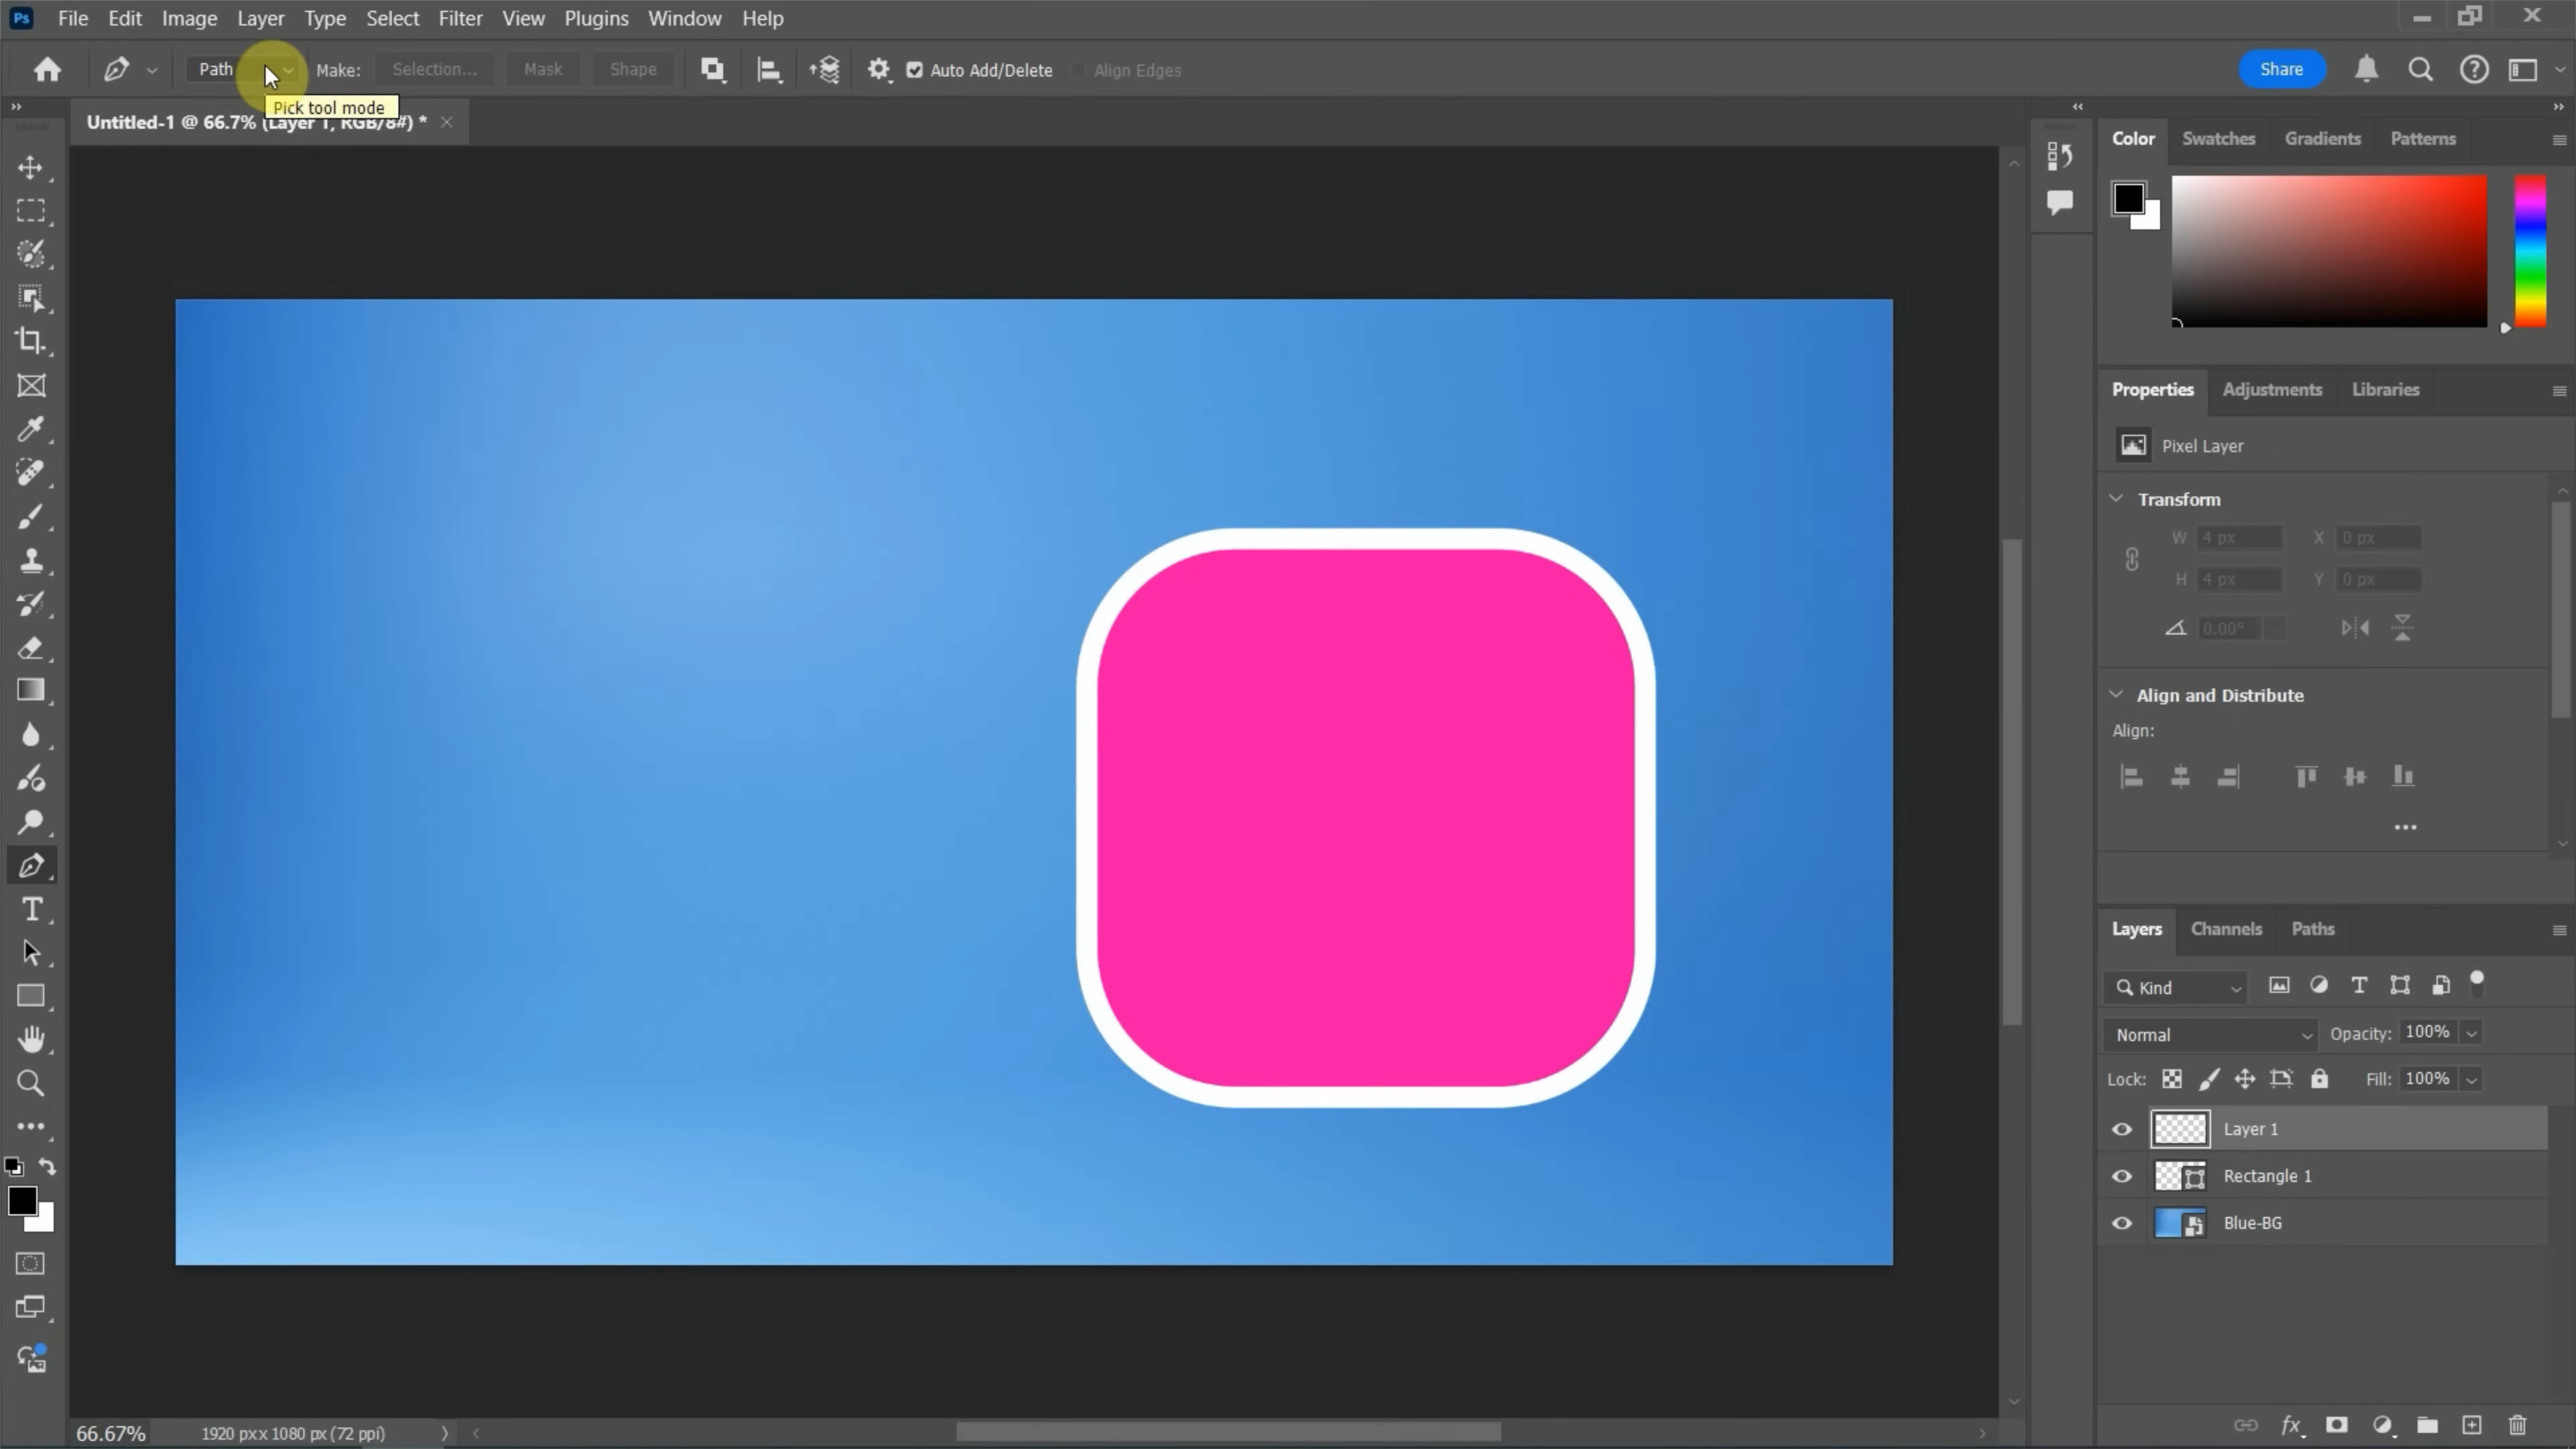 Ps File Edit Image Layer Type Select Filter View Plugins Window Help
Path Make: Selection... Mask Shape Auto Add/Delete Align Edges Share
Pick tool mode
Untitled-1 @ 66.7% (Layer 1, RGB/8#) *
Color Swatches Gradients Patterns
Properties Adjustments Libraries
Pixel Layer
Transform
W 4 px X 0 px
H 4 px Y 0 px
0.00°
Align and Distribute
Align:
Layers Channels Paths
Kind
Normal Opacity: 100%
Lock: Fill: 100%
Layer 1
Rectangle 1
Blue-BG
66.67% 1920 px x 1080 px (72 ppi)
fx